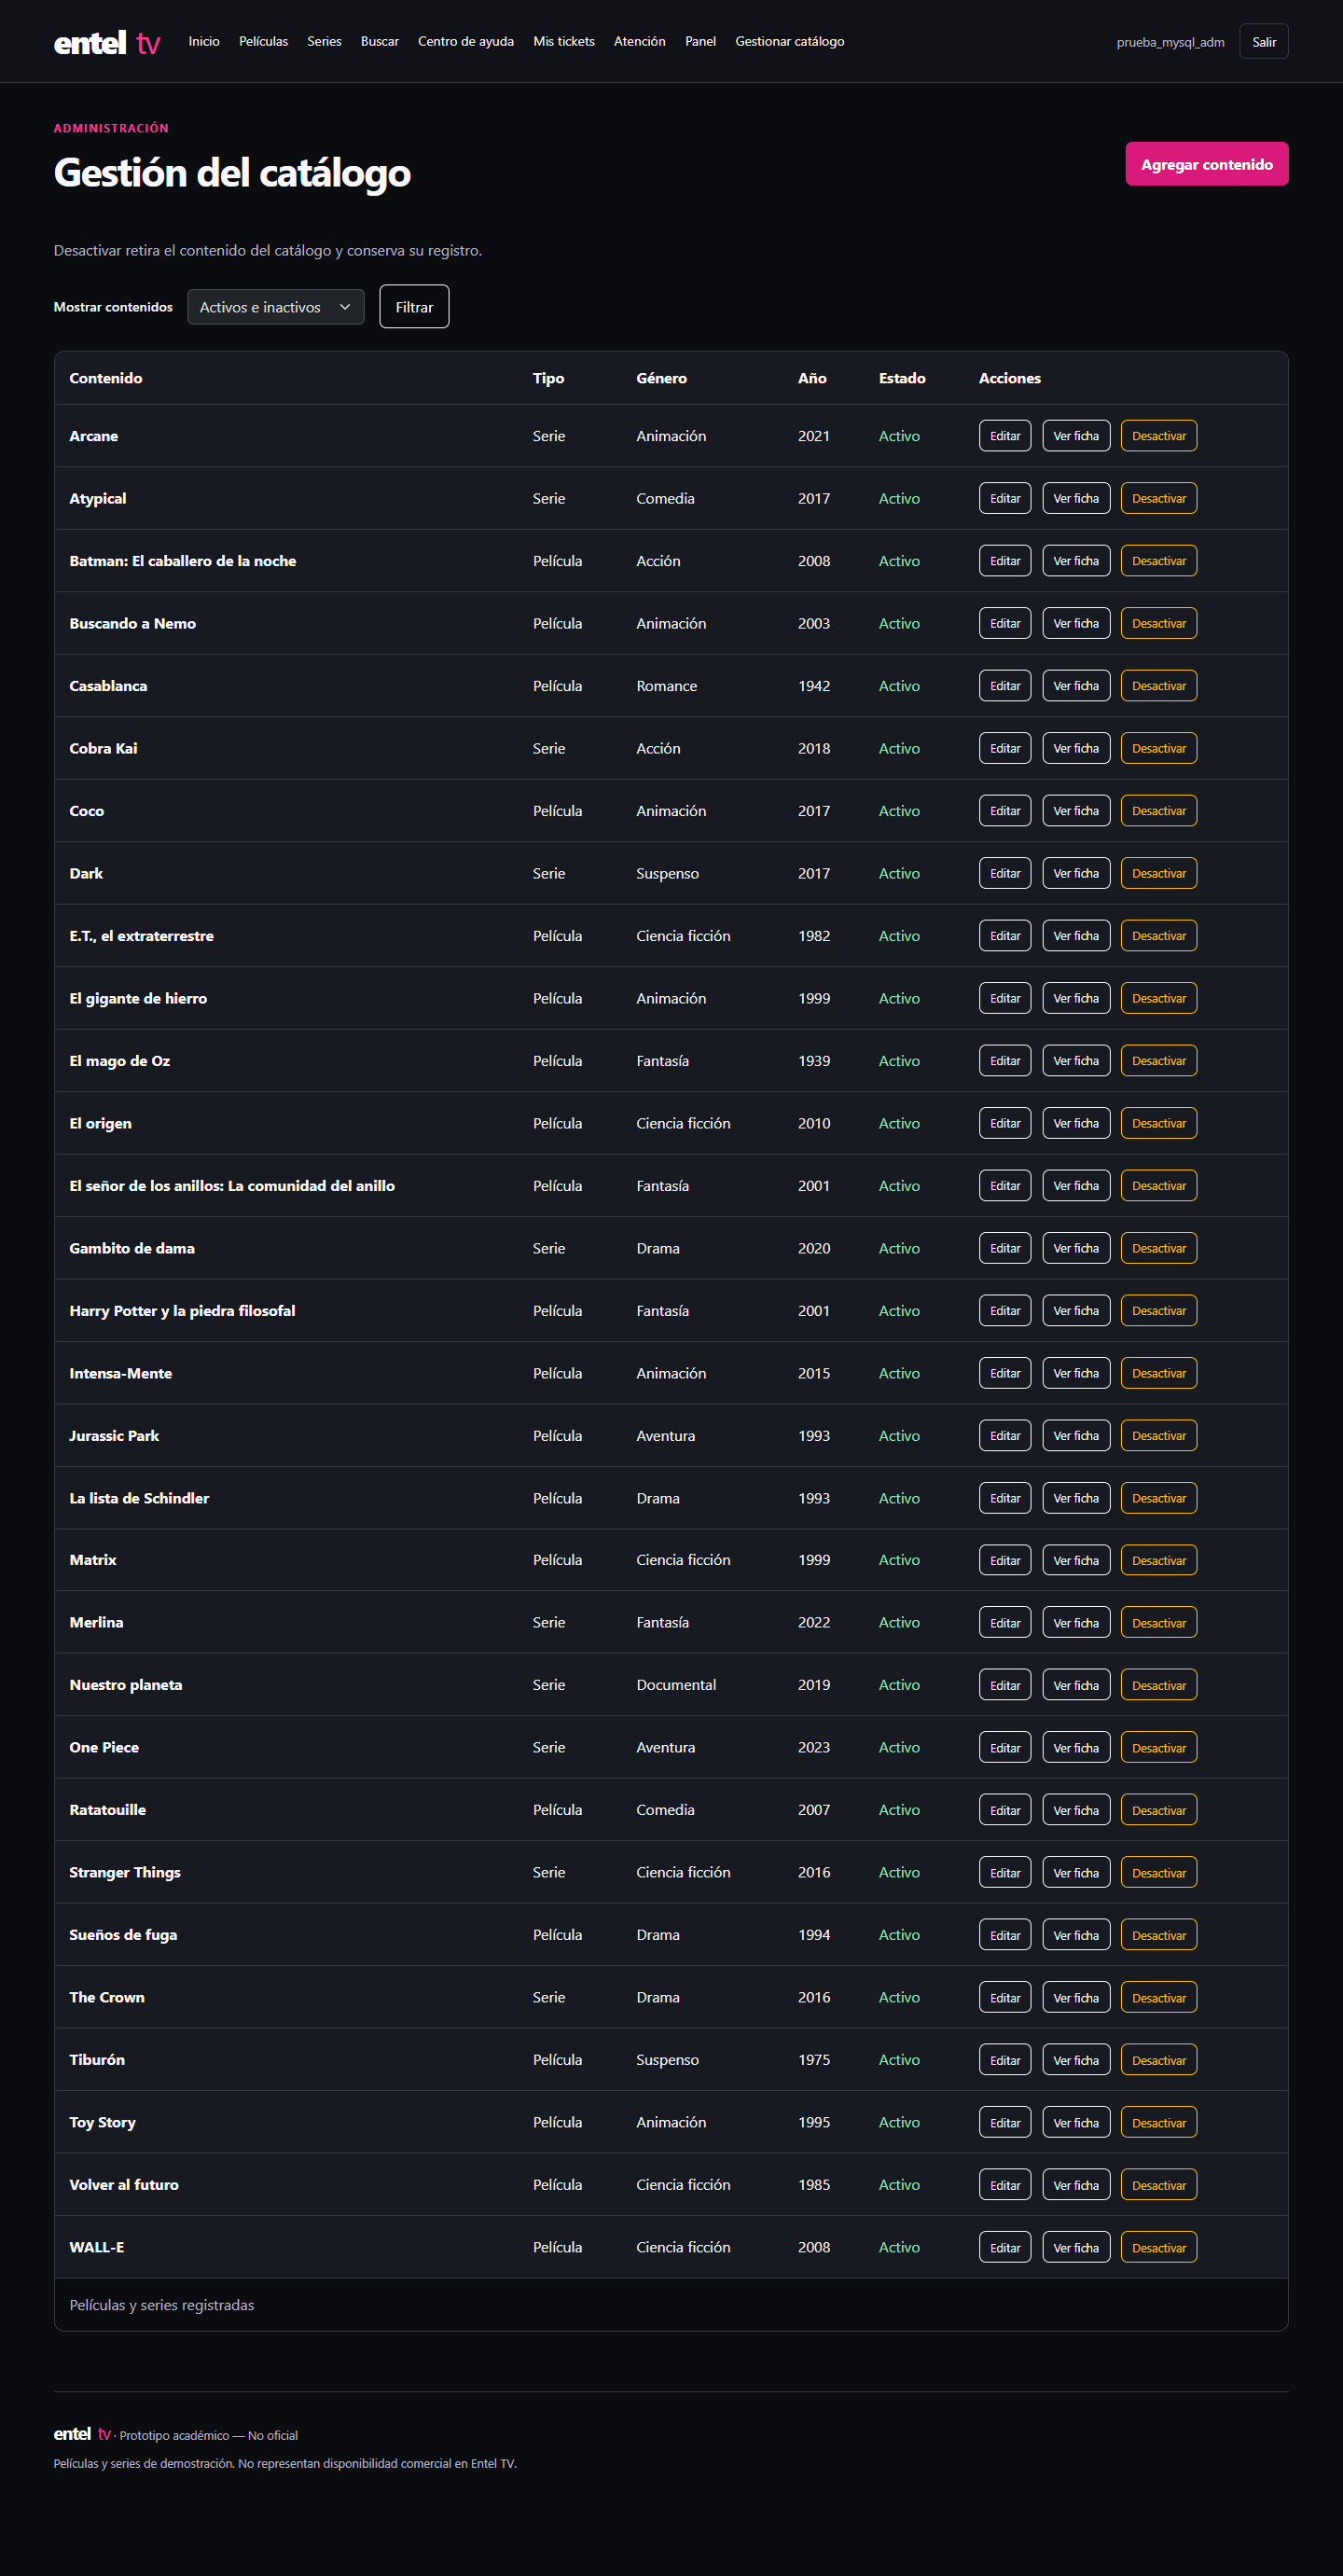 entel tv Inicio Películas Series Buscar Centro de ayuda Mis tickets Atención Panel Gestionar catálogo prueba_mysql_adm Salir
ADMINISTRACIÓN
Gestión del catálogo
Agregar contenido
Desactivar retira el contenido del catálogo y conserva su registro.
Mostrar contenidos Activos e inactivos Filtrar
Contenido Tipo Género Año Estado Acciones
Arcane Serie Animación 2021 Activo Editar Ver ficha Desactivar
Atypical Serie Comedia 2017 Activo Editar Ver ficha Desactivar
Batman: El caballero de la noche Película Acción 2008 Activo Editar Ver ficha Desactivar
Buscando a Nemo Película Animación 2003 Activo Editar Ver ficha Desactivar
Casablanca Película Romance 1942 Activo Editar Ver ficha Desactivar
Cobra Kai Serie Acción 2018 Activo Editar Ver ficha Desactivar
Coco Película Animación 2017 Activo Editar Ver ficha Desactivar
Dark Serie Suspenso 2017 Activo Editar Ver ficha Desactivar
E.T., el extraterrestre Película Ciencia ficción 1982 Activo Editar Ver ficha Desactivar
El gigante de hierro Película Animación 1999 Activo Editar Ver ficha Desactivar
El mago de Oz Película Fantasía 1939 Activo Editar Ver ficha Desactivar
El origen Película Ciencia ficción 2010 Activo Editar Ver ficha Desactivar
El señor de los anillos: La comunidad del anillo Película Fantasía 2001 Activo Editar Ver ficha Desactivar
Gambito de dama Serie Drama 2020 Activo Editar Ver ficha Desactivar
Harry Potter y la piedra filosofal Película Fantasía 2001 Activo Editar Ver ficha Desactivar
Intensa-Mente Película Animación 2015 Activo Editar Ver ficha Desactivar
Jurassic Park Película Aventura 1993 Activo Editar Ver ficha Desactivar
La lista de Schindler Película Drama 1993 Activo Editar Ver ficha Desactivar
Matrix Película Ciencia ficción 1999 Activo Editar Ver ficha Desactivar
Merlina Serie Fantasía 2022 Activo Editar Ver ficha Desactivar
Nuestro planeta Serie Documental 2019 Activo Editar Ver ficha Desactivar
One Piece Serie Aventura 2023 Activo Editar Ver ficha Desactivar
Ratatouille Película Comedia 2007 Activo Editar Ver ficha Desactivar
Stranger Things Serie Ciencia ficción 2016 Activo Editar Ver ficha Desactivar
Sueños de fuga Película Drama 1994 Activo Editar Ver ficha Desactivar
The Crown Serie Drama 2016 Activo Editar Ver ficha Desactivar
Tiburón Película Suspenso 1975 Activo Editar Ver ficha Desactivar
Toy Story Película Animación 1995 Activo Editar Ver ficha Desactivar
Volver al futuro Película Ciencia ficción 1985 Activo Editar Ver ficha Desactivar
WALL-E Película Ciencia ficción 2008 Activo Editar Ver ficha Desactivar
Películas y series registradas
entel tv · Prototipo académico — No oficial
Películas y series de demostración. No representan disponibilidad comercial en Entel TV.